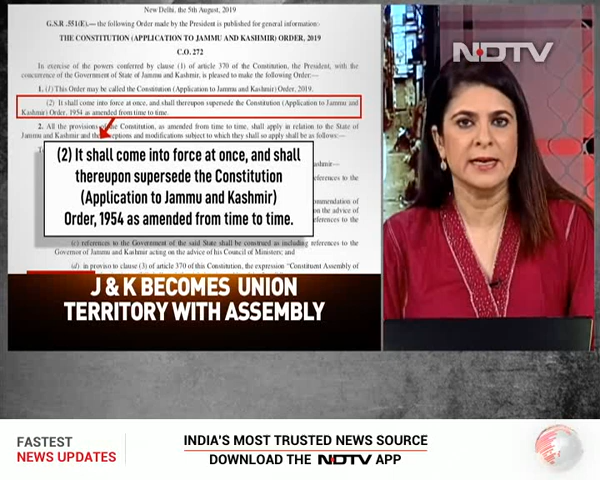 New Delhi, the 5th August, 2019
G.S.R .551(E).— the following Order made by the President is published for general information:-
THE CONSTITUTION (APPLICATION TO JAMMU AND KASHMIR) ORDER, 2019
C.O. 272
In exercise of the powers conferred by clause (1) of article 370 of the Constitution, the President, with the
concurrence of the Government of State of Jammu and Kashmir, is pleased to make the following Order:—
1. (1) This Order may be called the Constitution (Application to Jammu and Kashmir) Order, 2019.
(2) It shall come into force at once, and shall thereupon supersede the Constitution (Application to Jammu and
Kashmir) Order, 1954 as amended from time to time.
2. All the provisions of the Constitution, as amended from time to time, shall apply in relation to the State of
Jammu and Kashmir and the exceptions and modifications subject to which they shall so apply shall be as follows:—
(2) It shall come into force at once, and shall
thereupon supersede the Constitution
(Application to Jammu and Kashmir)
Order, 1954 as amended from time to time.
(c) references to the Government of the said State shall be construed as including references to the
Governor of Jammu and Kashmir acting on the advice of his Council of Ministers; and
(d) in proviso to clause (3) of article 370 of this Constitution, the expression "Constituent Assembly of
J & K BECOMES UNION
TERRITORY WITH ASSEMBLY
NDTV
FASTEST
NEWS UPDATES
INDIA'S MOST TRUSTED NEWS SOURCE
DOWNLOAD THE NDTV APP